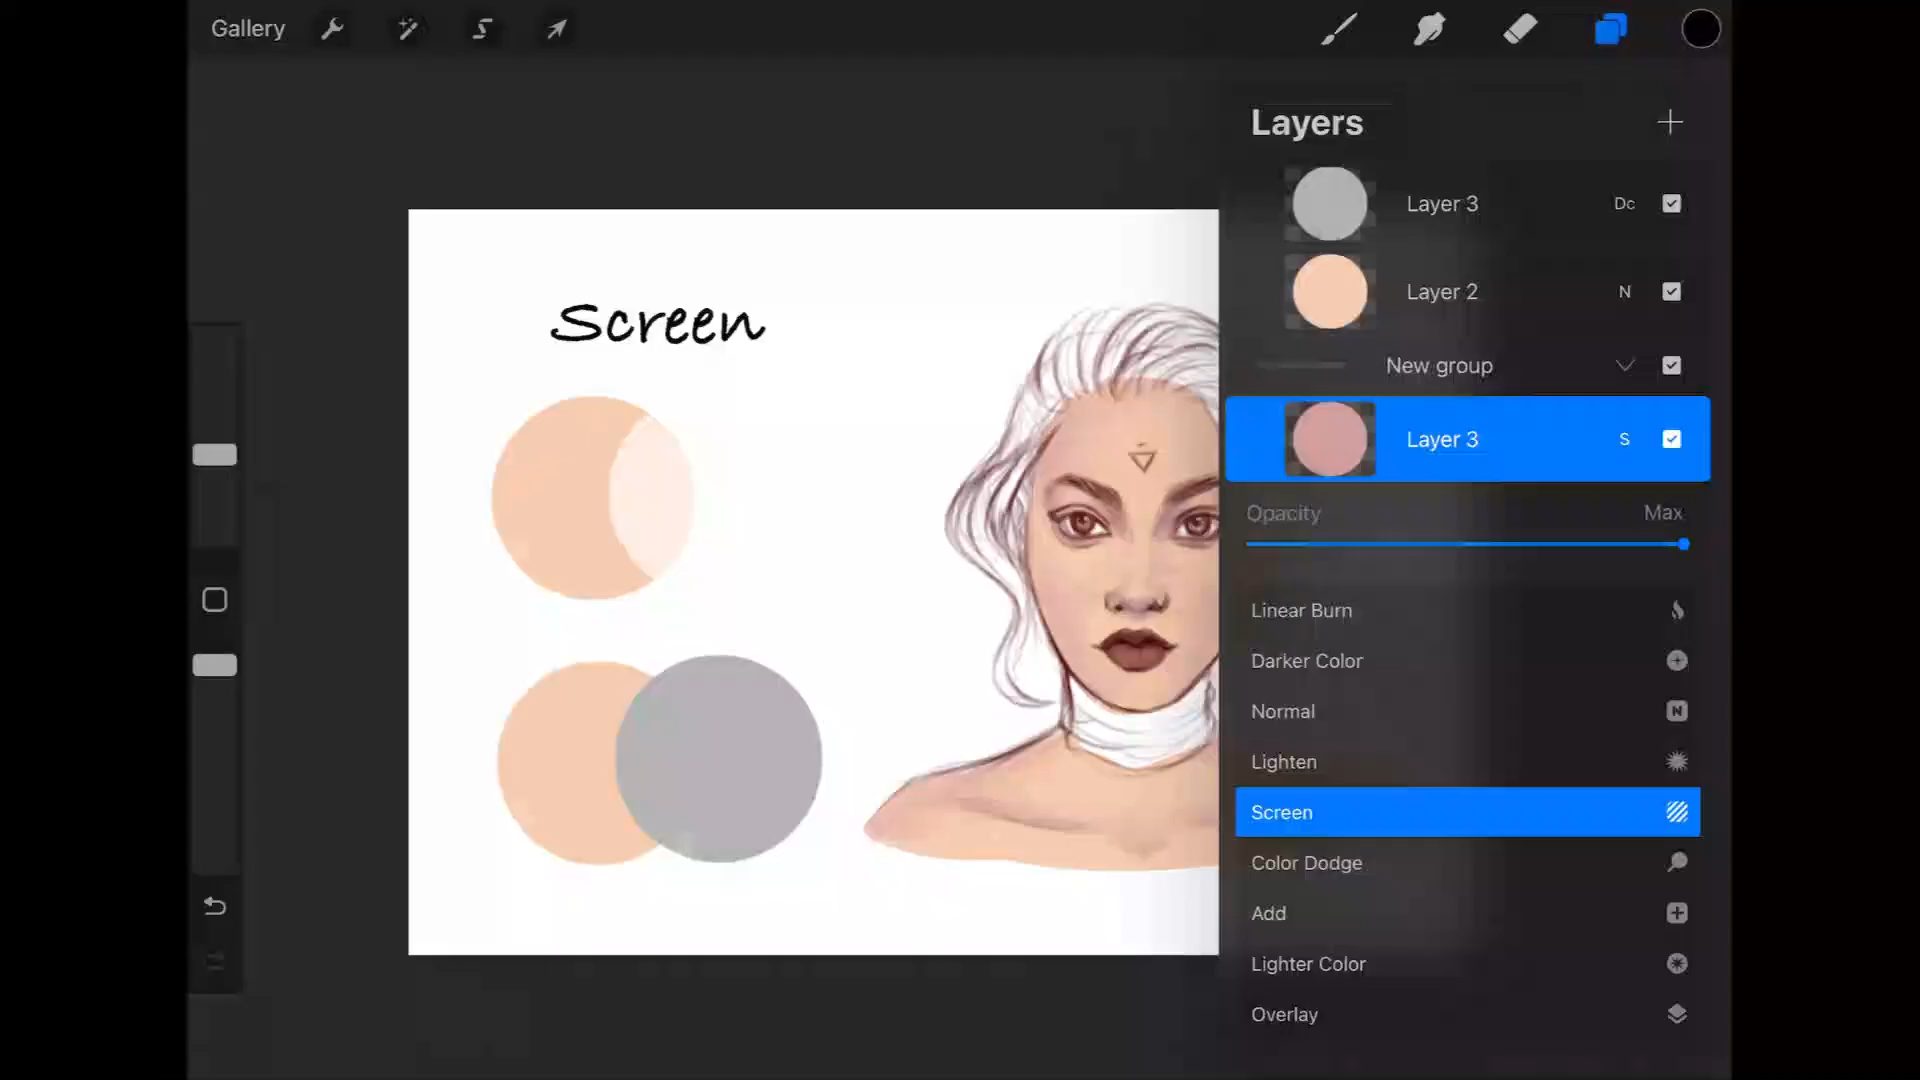 Gallery
Layers
Layer 3 Dc
Layer 2 N
New group
Layer 3 S
Opacity Max
Linear Burn
Darker Color
Normal N
Lighten
Screen
Color Dodge
Add
Lighter Color
Overlay
Screen